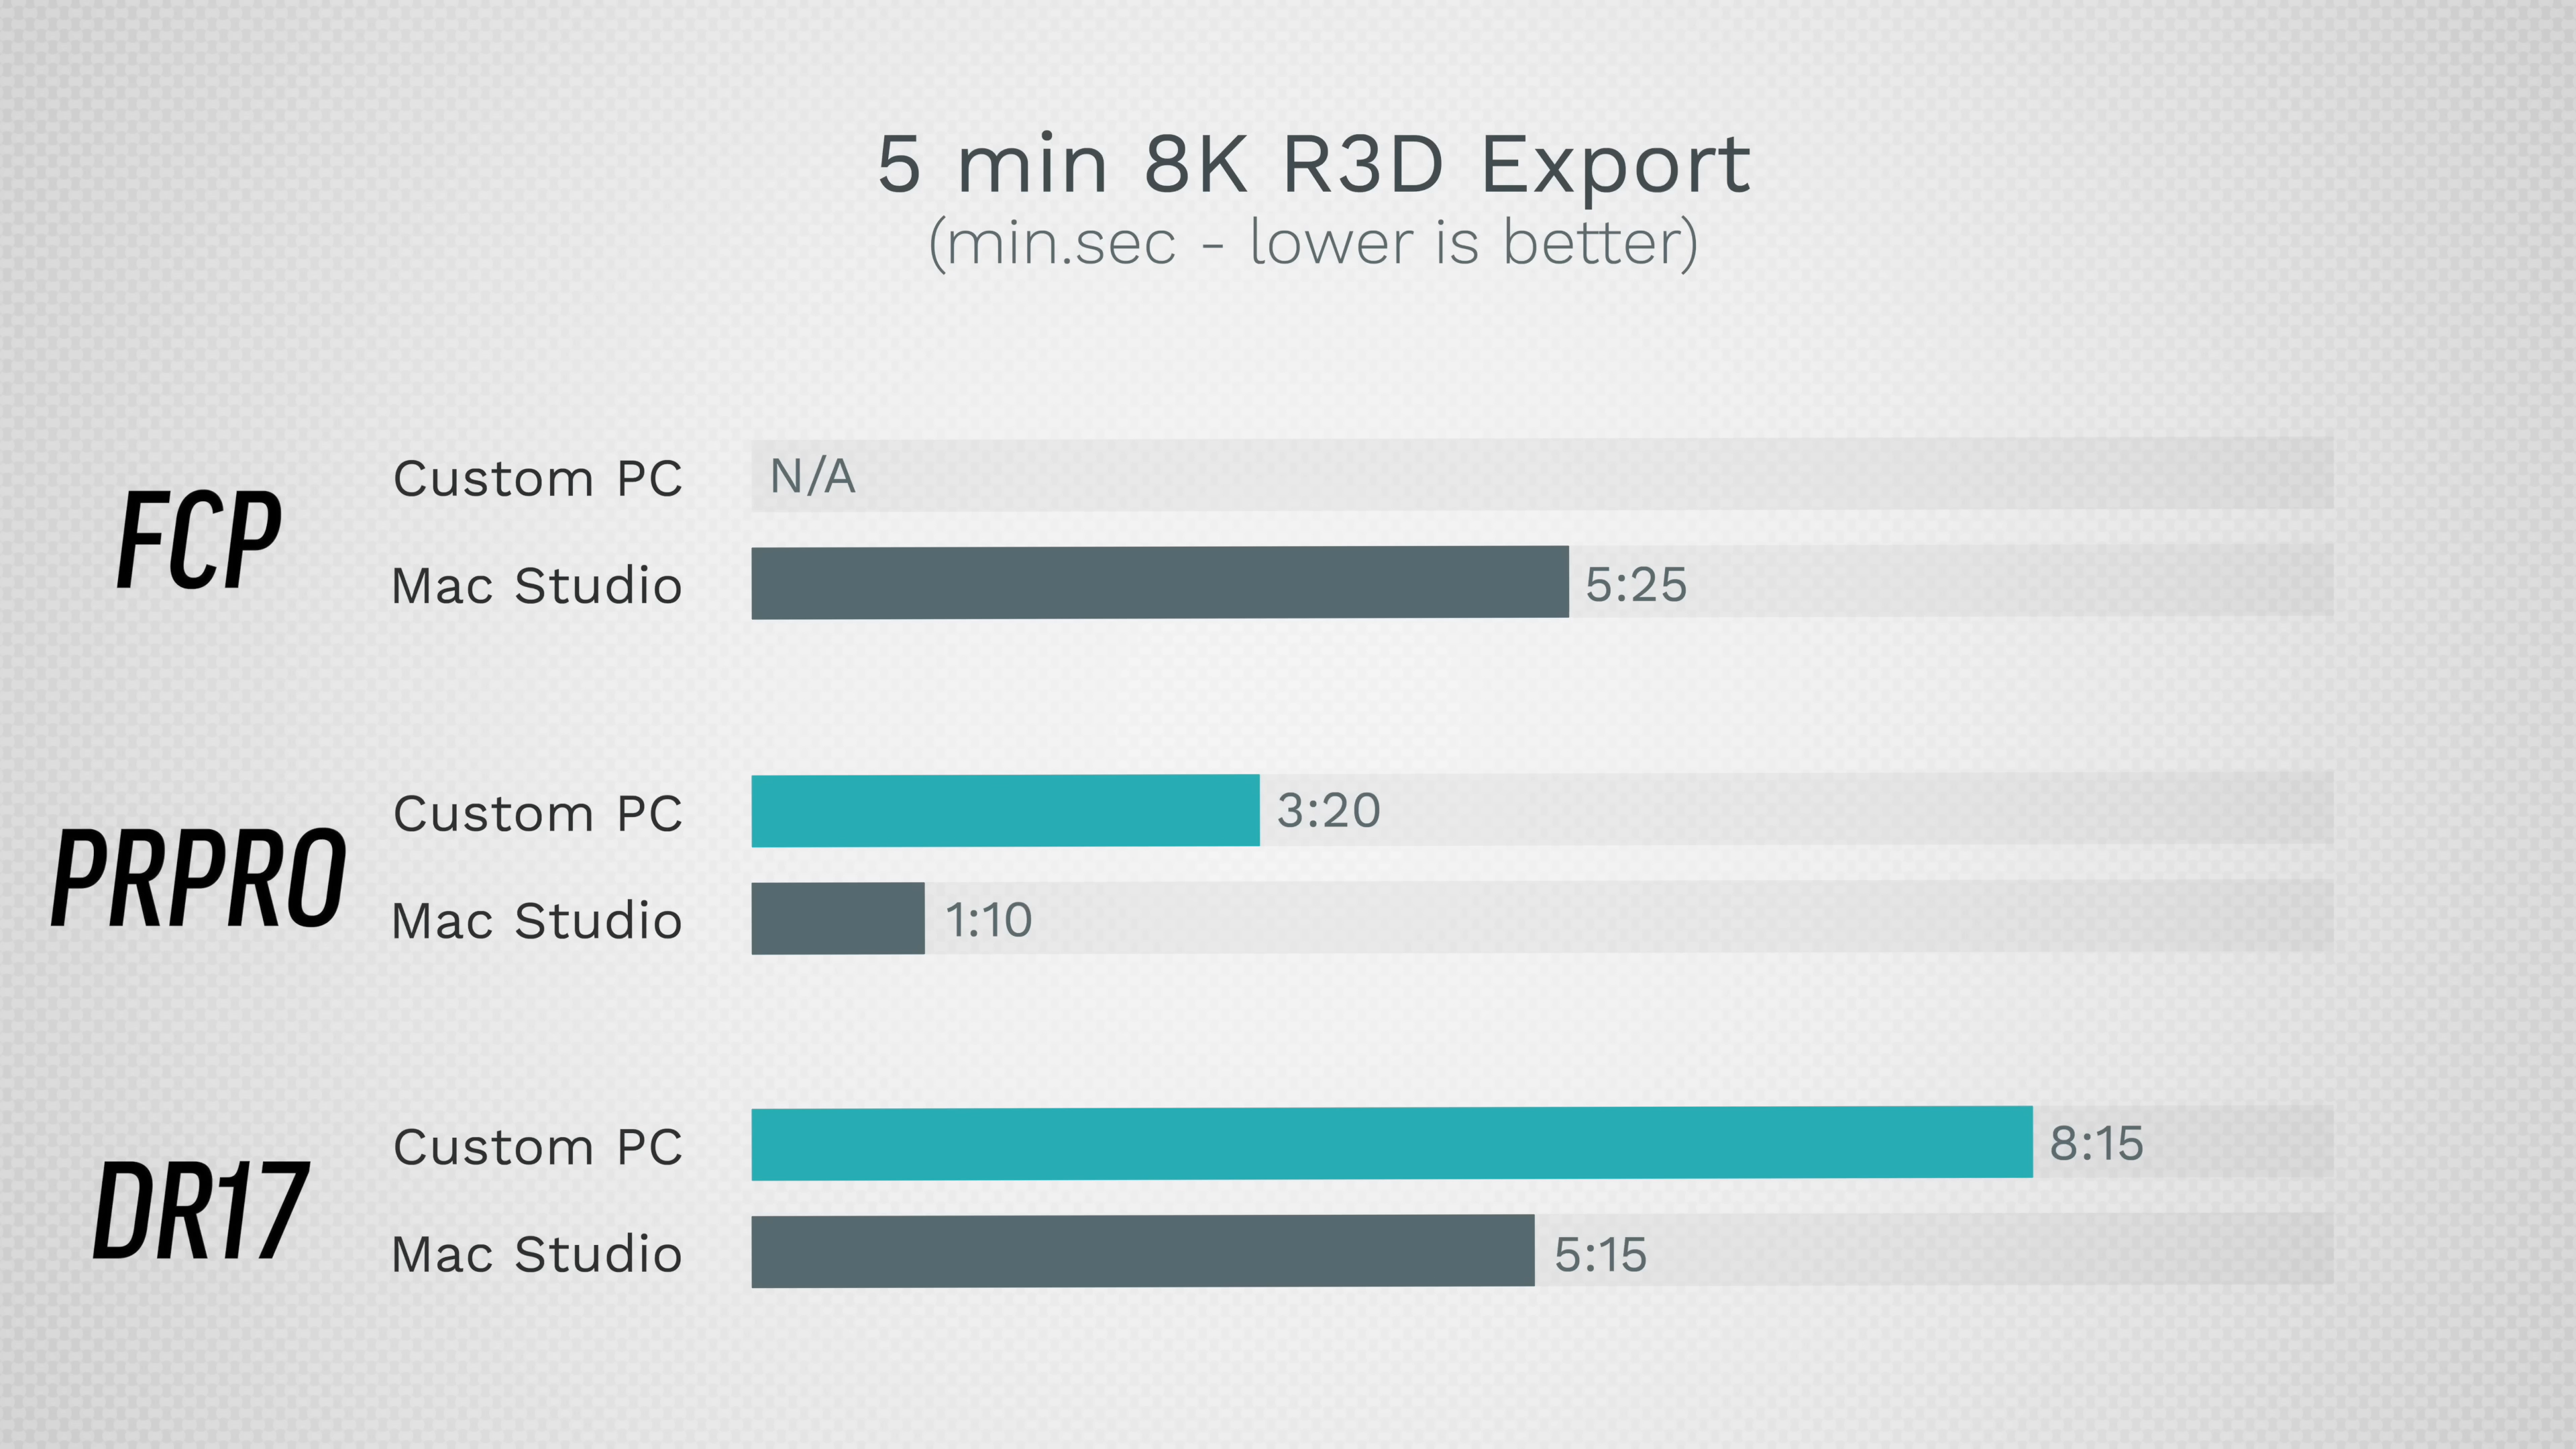 5 min 8K R3D Export
(min.sec - lower is better)
FCP
Custom PC N/A
Mac Studio 5:25
PRPRO
Custom PC 3:20
Mac Studio 1:10
DR17
Custom PC 8:15
Mac Studio 5:15